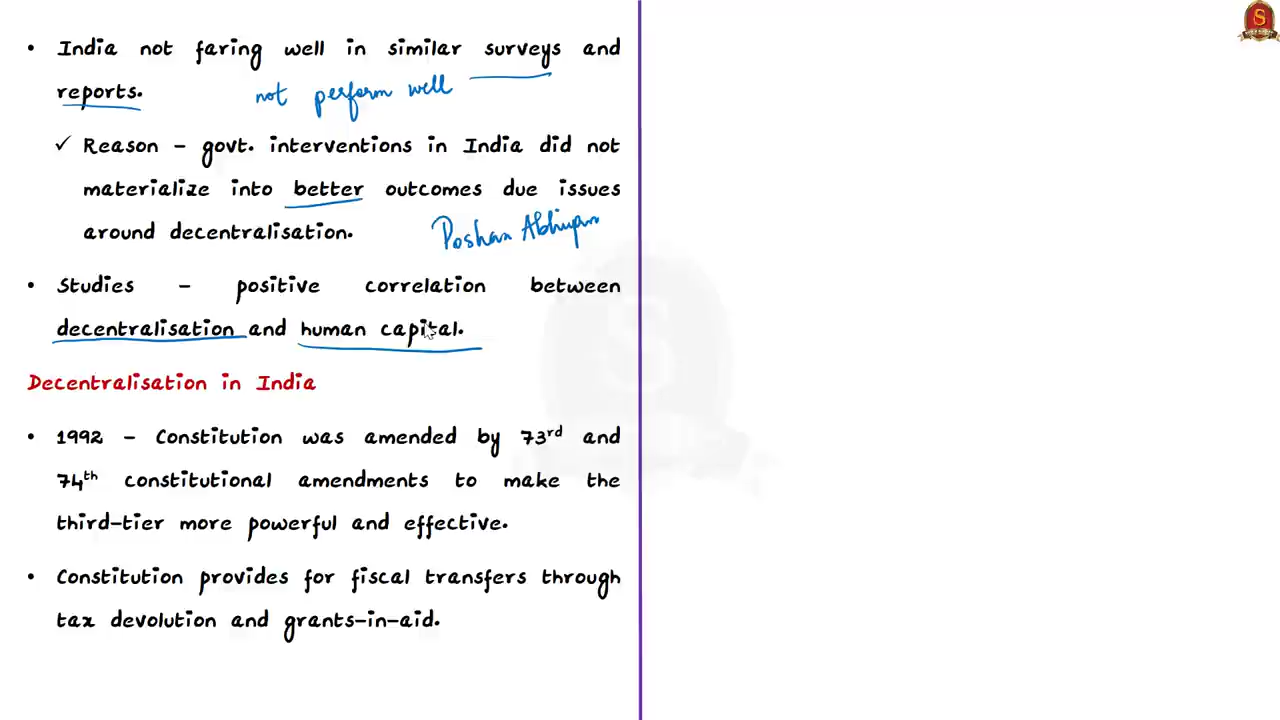 • India not faring well in similar surveys and
reports.
not perform well
✓ Reason – govt. interventions in India did not
materialize into better outcomes due issues
around decentralisation.
Poshan Abhiyan
• Studies – positive correlation between
decentralisation and human capital.
Decentralisation in India
• 1992 – Constitution was amended by 73rd and
74th constitutional amendments to make the
third-tier more powerful and effective.
• Constitution provides for fiscal transfers through
tax devolution and grants-in-aid.
S